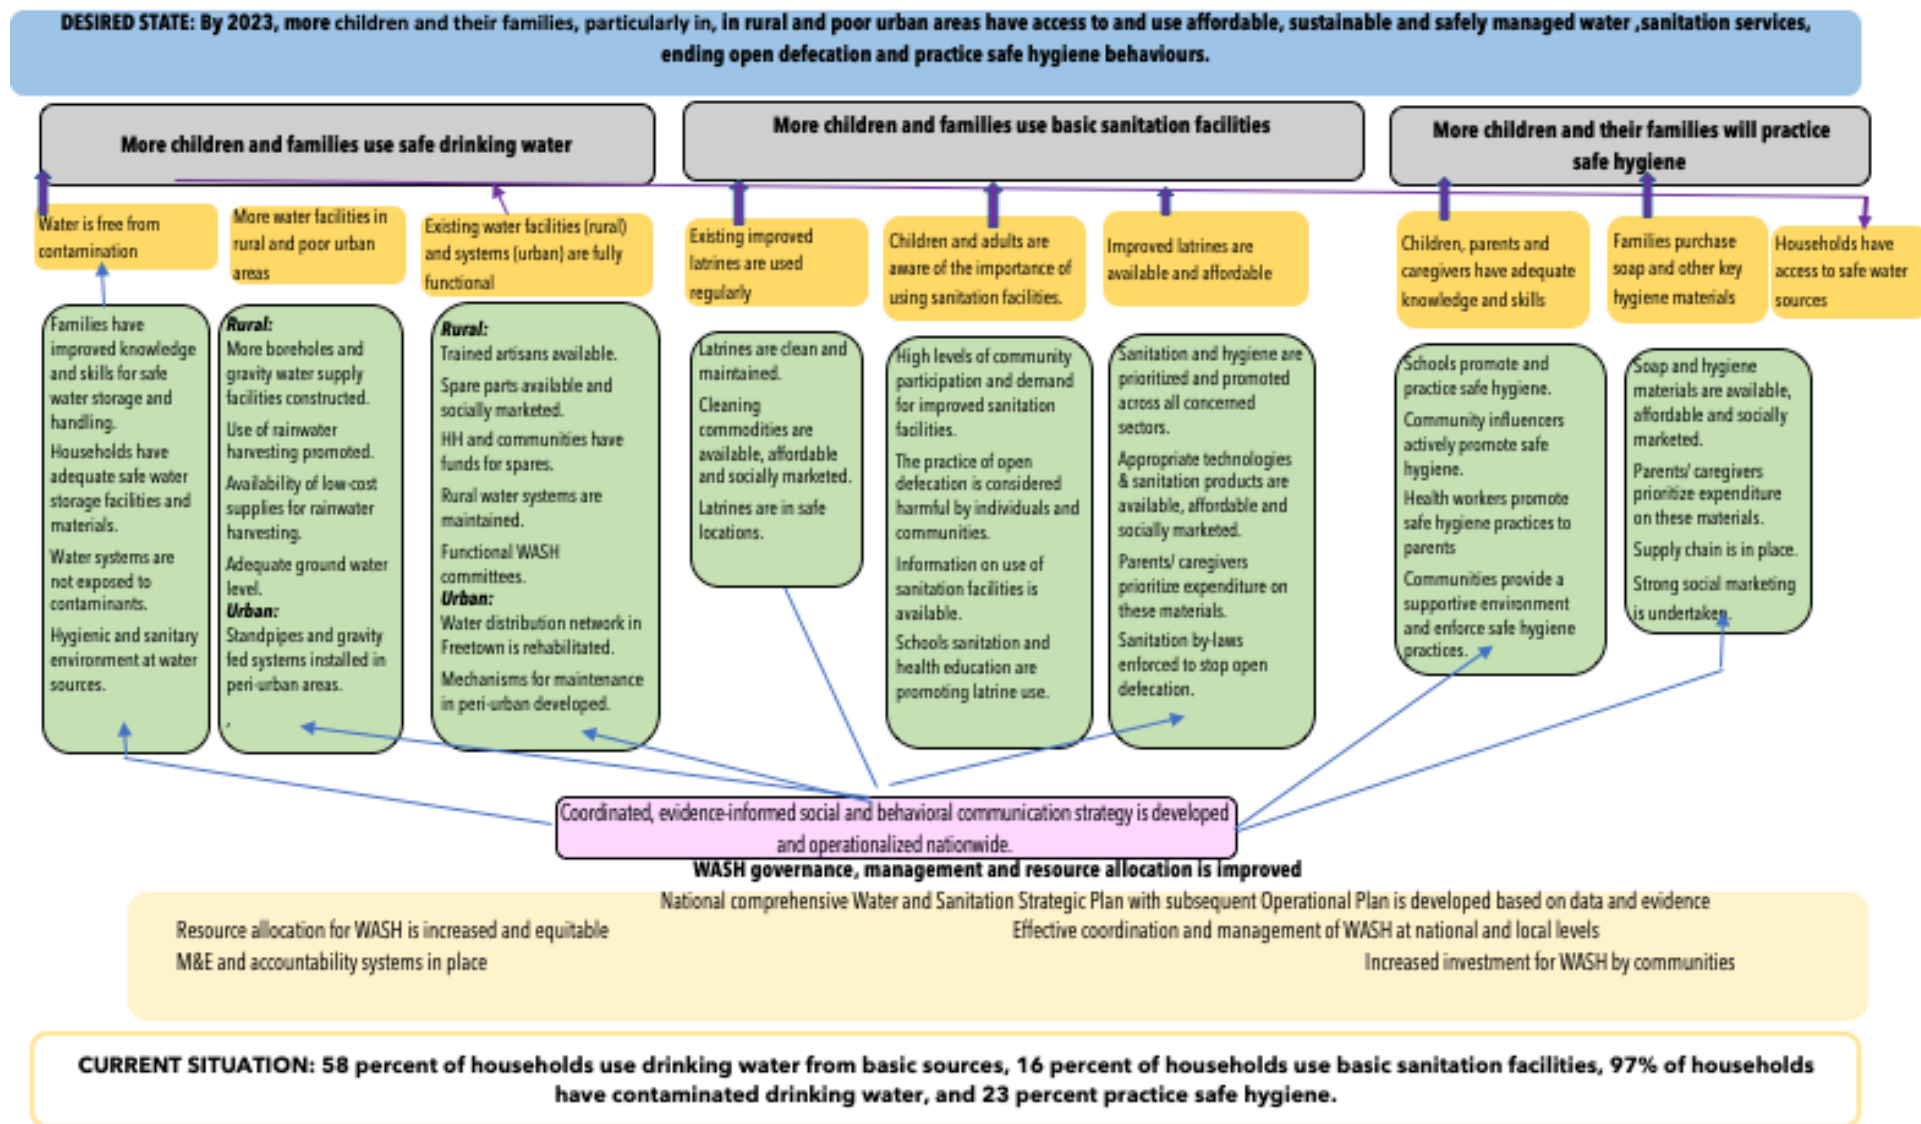 DESIRED STATE: By 2023, more children and their families, particularly in, in rural and poor urban areas have access to and use affordable, sustainable and safely managed water ,sanitation services,
ending open defecation and practice safe hygiene behaviours.
More children and families use safe drinking water
More children and families use basic sanitation facilities
More children and their families will practice
safe hygiene
Water is free from
contamination
More water facilities in
rural and poor urban
areas
Existing water facilities (rural)
and systems (urban) are fully
functional
Existing improved
latrines are used
regularly
Children and adults are
aware of the importance of
using sanitation facilities.
Improved latrines are
available and affordable
Children, parents and
caregivers have adequate
knowledge and skills
Families purchase
soap and other key
hygiene materials
Households have
access to safe water
sources
Families have
improved knowledge
and skills for safe
water storage and
handling.
Households have
adequate safe water
storage facilities and
materials.
Water systems are
not exposed to
contaminants.
Hygienic and sanitary
environment at water
sources.
Rural:
More boreholes and
gravity water supply
facilities constructed.
Use of rainwater
harvesting promoted.
Availability of low-cost
supplies for rainwater
harvesting.
Adequate ground water
level.
Urban:
Standpipes and gravity
fed systems installed in
peri-urban areas.
,
Rural:
Trained artisans available.
Spare parts available and
socially marketed.
HH and communities have
funds for spares.
Rural water systems are
maintained.
Functional WASH
committees.
Urban:
Water distribution network in
Freetown is rehabilitated.
Mechanisms for maintenance
in peri-urban developed.
Latrines are clean and
maintained.
Cleaning
commodities are
available, affordable
and socially marketed.
Latrines are in safe
locations.
High levels of community
participation and demand
for improved sanitation
facilities.
The practice of open
defecation is considered
harmful by individuals and
communities.
Information on use of
sanitation facilities is
available.
Schools sanitation and
health education are
promoting latrine use.
Sanitation and hygiene are
prioritized and promoted
across all concerned
sectors.
Appropriate technologies
& sanitation products are
available, affordable and
socially marketed.
Parents/ caregivers
prioritize expenditure on
these materials.
Sanitation by-laws
enforced to stop open
defecation.
Schools promote and
practice safe hygiene.
Community influencers
actively promote safe
hygiene.
Health workers promote
safe hygiene practices to
parents
Communities provide a
supportive environment
and enforce safe hygiene
practices.
Soap and hygiene
materials are available,
affordable and socially
marketed.
Parents/ caregivers
prioritize expenditure
on these materials.
Supply chain is in place.
Strong social marketing
is undertaken.
Coordinated, evidence-informed social and behavioral communication strategy is developed
and operationalized nationwide.
WASH governance, management and resource allocation is improved
National comprehensive Water and Sanitation Strategic Plan with subsequent Operational Plan is developed based on data and evidence
Resource allocation for WASH is increased and equitable
Effective coordination and management of WASH at national and local levels
M&E and accountability systems in place
Increased investment for WASH by communities
CURRENT SITUATION: 58 percent of households use drinking water from basic sources, 16 percent of households use basic sanitation facilities, 97% of households
have contaminated drinking water, and 23 percent practice safe hygiene.